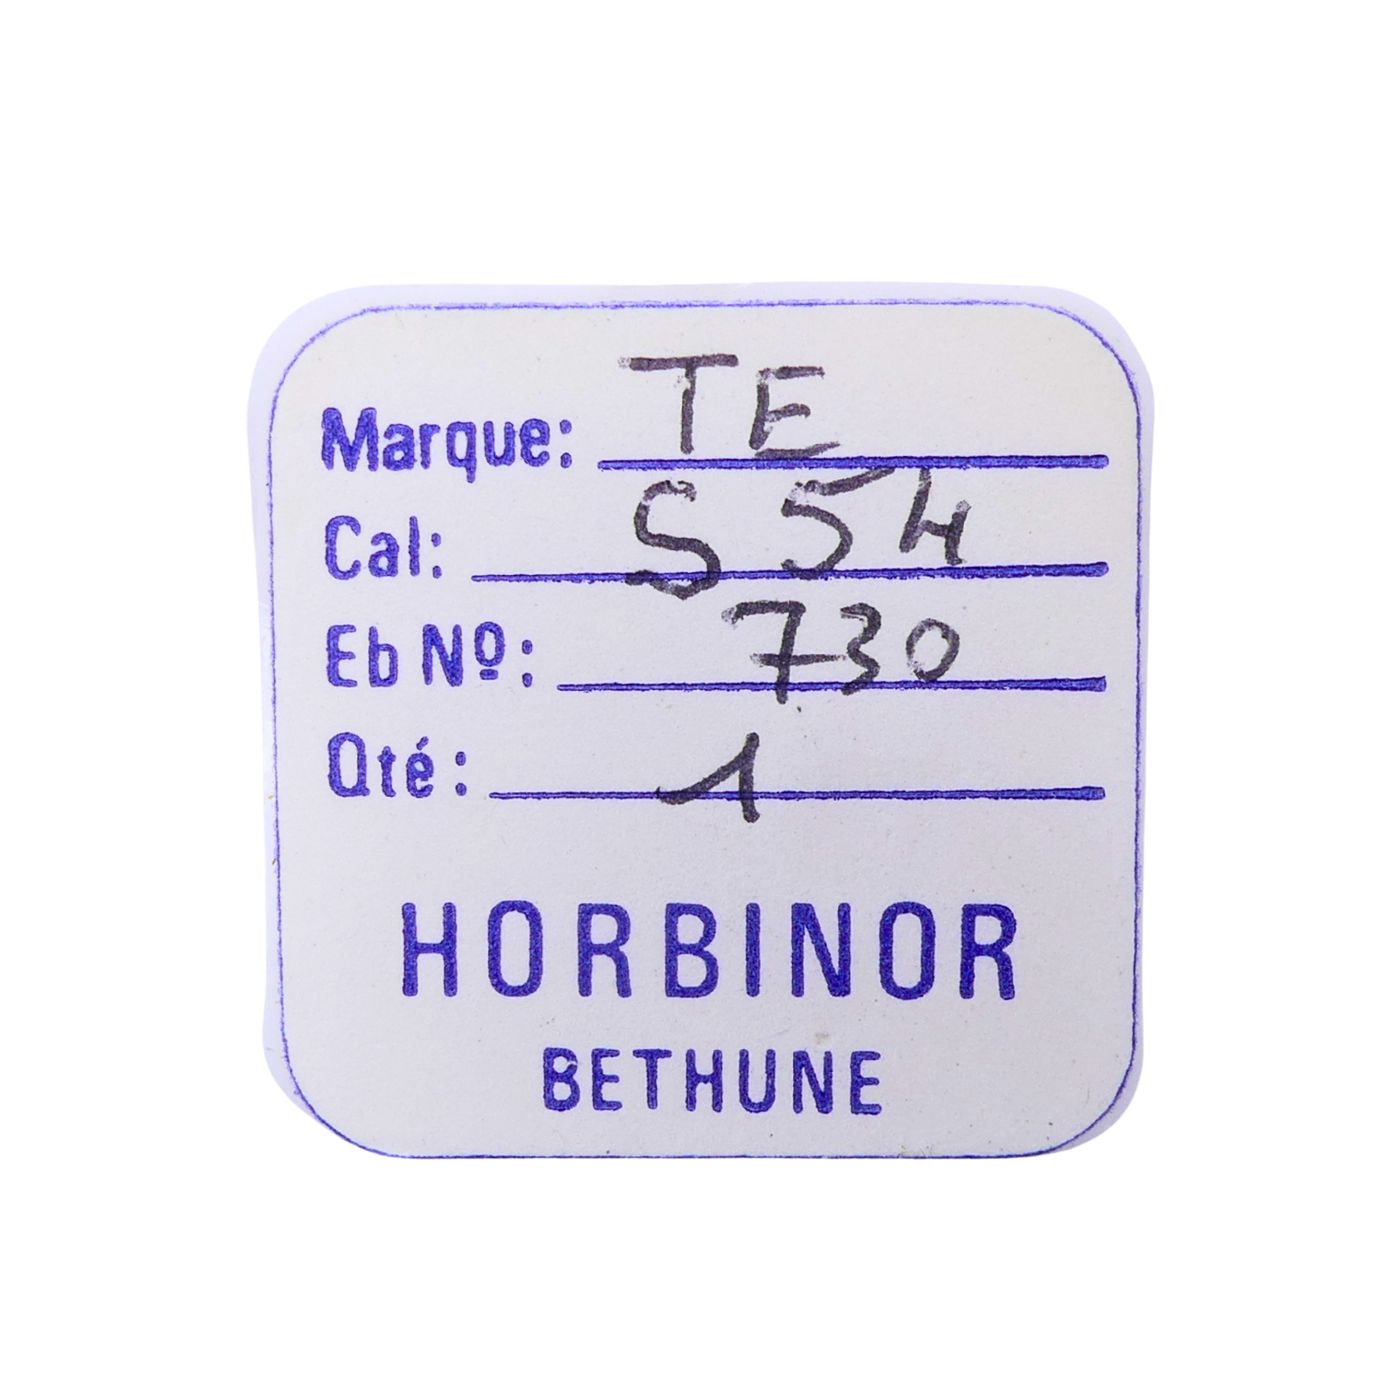 Marque: TE
Cal: S 54
Eb Nº: 730
Qté: 1
HORBINOR
BETHUNE